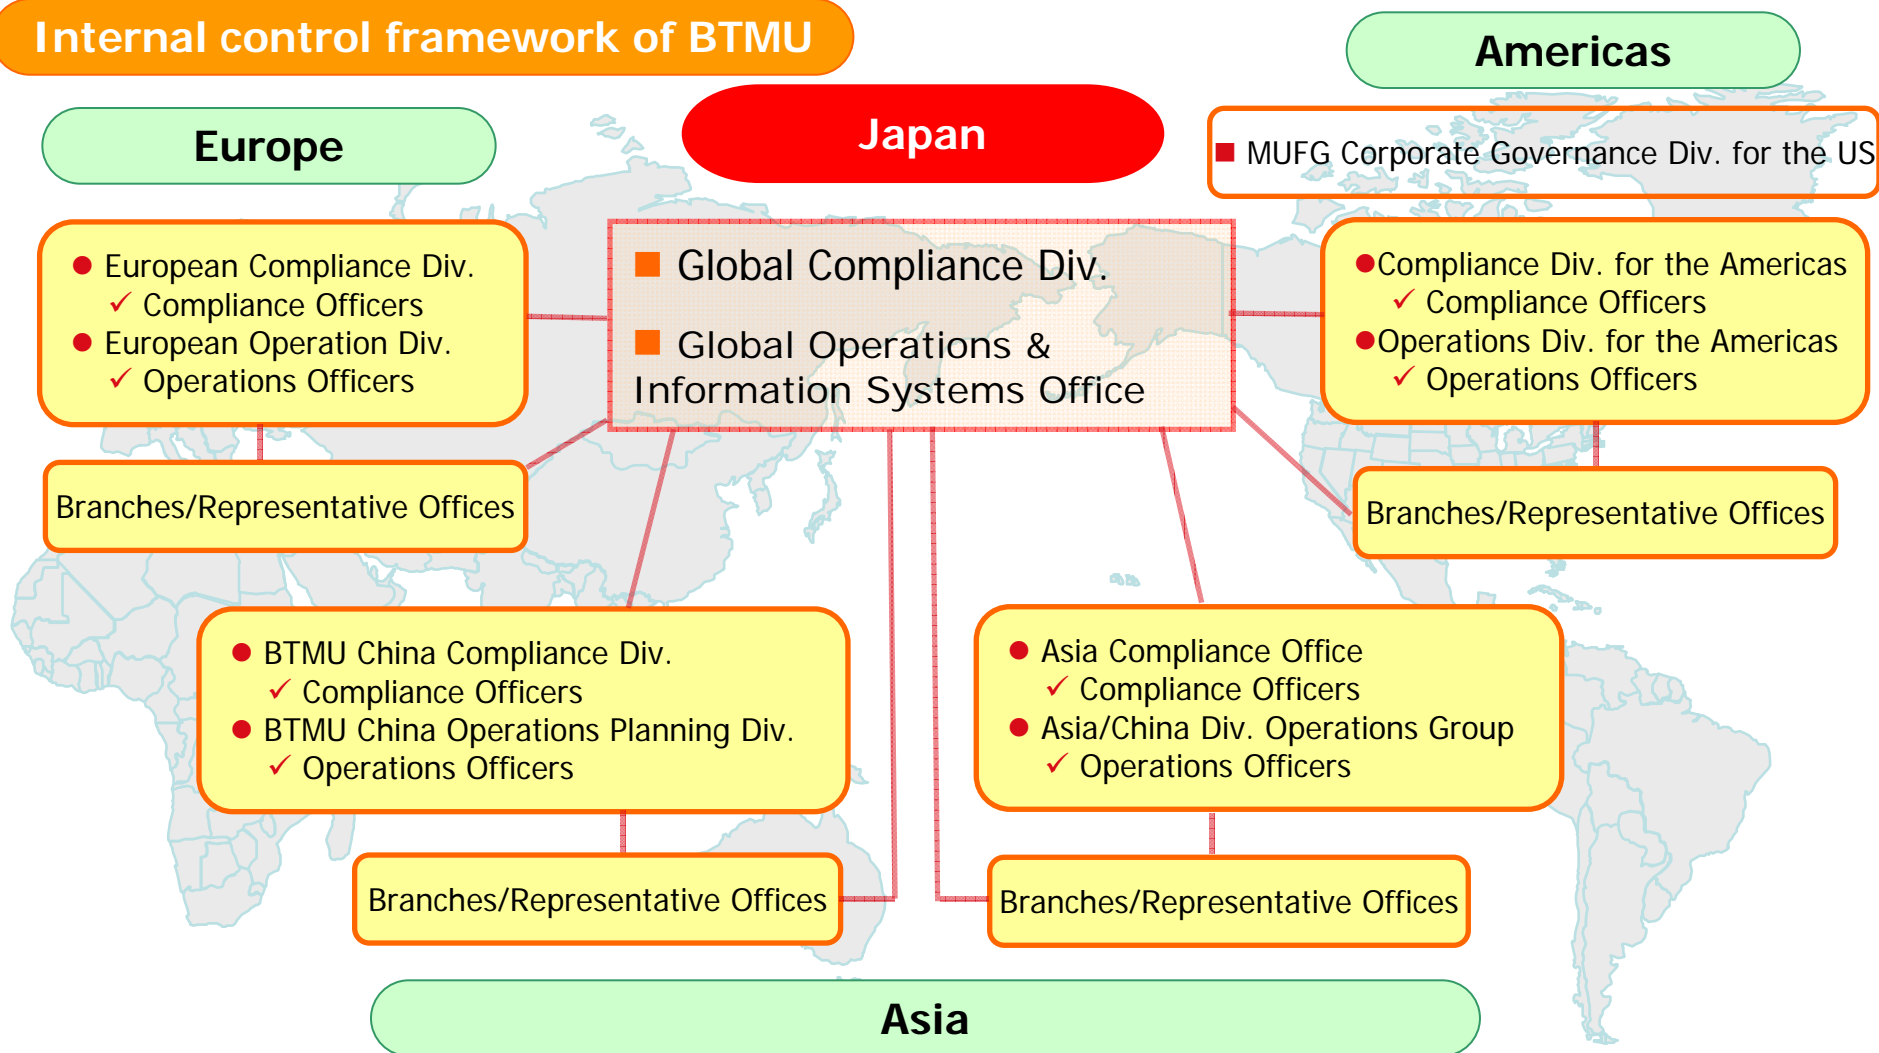 Internal control framework of BTMU
Americas
Japan
Europe
■ MUFG Corporate Governance Div. for the US
● European Compliance Div.
✓ Compliance Officers
● European Operation Div.
✓ Operations Officers
■ Global Compliance Div.
■ Global Operations &
Information Systems Office
●Compliance Div. for the Americas
✓ Compliance Officers
●Operations Div. for the Americas
✓ Operations Officers
Branches/Representative Offices
Branches/Representative Offices
● BTMU China Compliance Div.
✓ Compliance Officers
● BTMU China Operations Planning Div.
✓ Operations Officers
● Asia Compliance Office
✓ Compliance Officers
● Asia/China Div. Operations Group
✓ Operations Officers
Branches/Representative Offices
Branches/Representative Offices
Asia